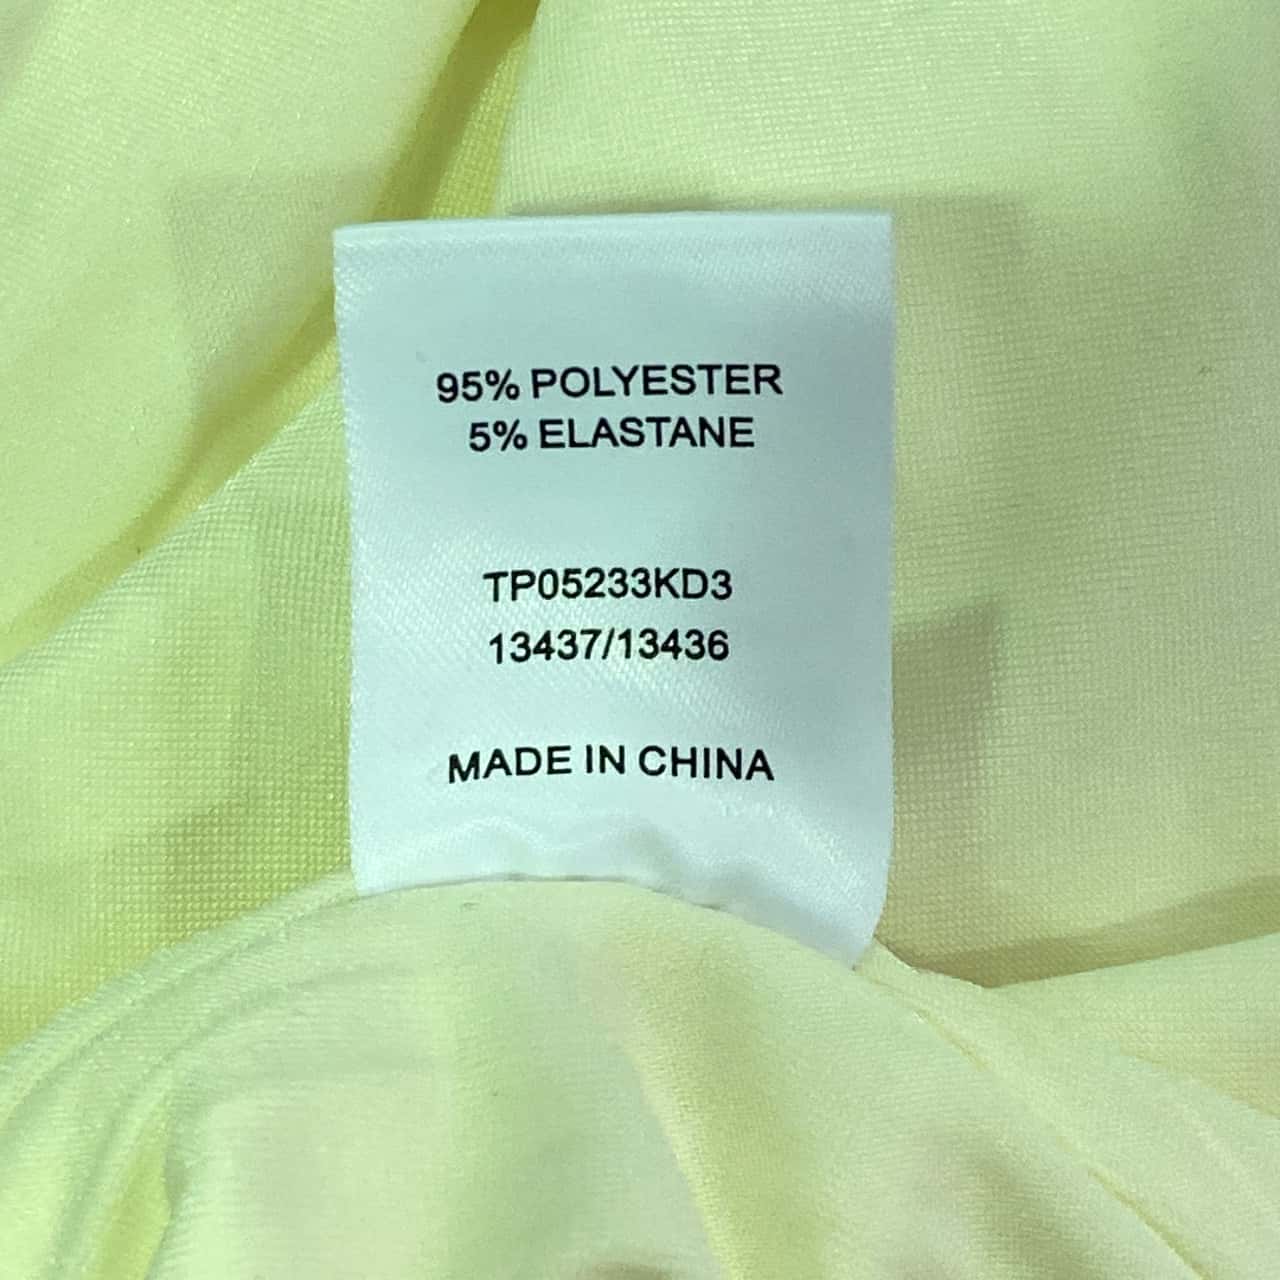 95% POLYESTER
5% ELASTANE
TP05233KD3
13437/13436
MADE IN CHINA